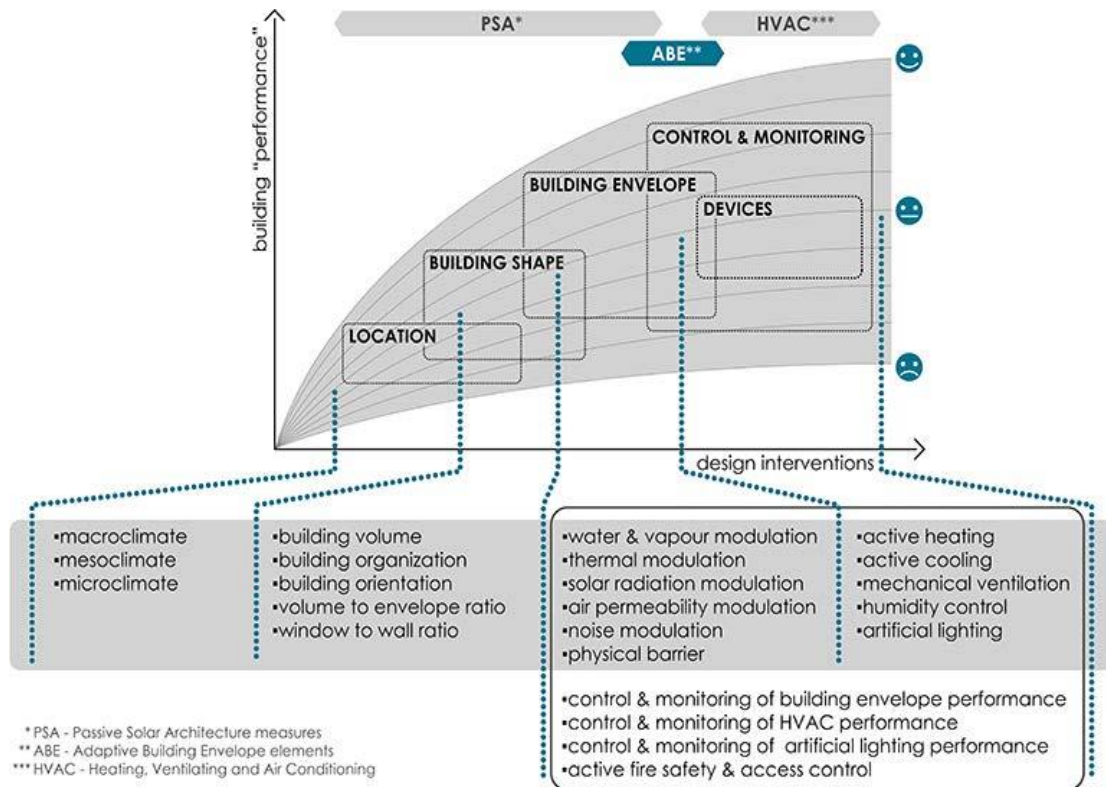 PSA*
HVAC***
ABE**
building "performance"
CONTROL & MONITORING
BUILDING ENVELOPE
DEVICES
BUILDING SHAPE
LOCATION
design interventions
▪macroclimate
▪mesoclimate
▪microclimate
▪building volume
▪building organization
▪building orientation
▪volume to envelope ratio
▪window to wall ratio
▪water & vapour modulation
▪thermal modulation
▪solar radiation modulation
▪air permeability modulation
▪noise modulation
▪physical barrier
▪active heating
▪active cooling
▪mechanical ventilation
▪humidity control
▪artificial lighting
▪control & monitoring of building envelope performance
▪control & monitoring of HVAC performance
▪control & monitoring of artificial lighting performance
▪active fire safety & access control
* PSA - Passive Solar Architecture measures
** ABE - Adaptive Building Envelope elements
*** HVAC - Heating, Ventilating and Air Conditioning